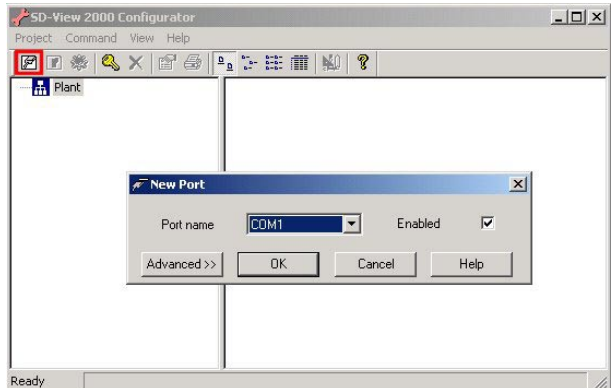 SD-View 2000 Configurator
Project Command View Help
Plant
New Port
Port name COM1 Enabled
Advanced >> OK Cancel Help
Ready